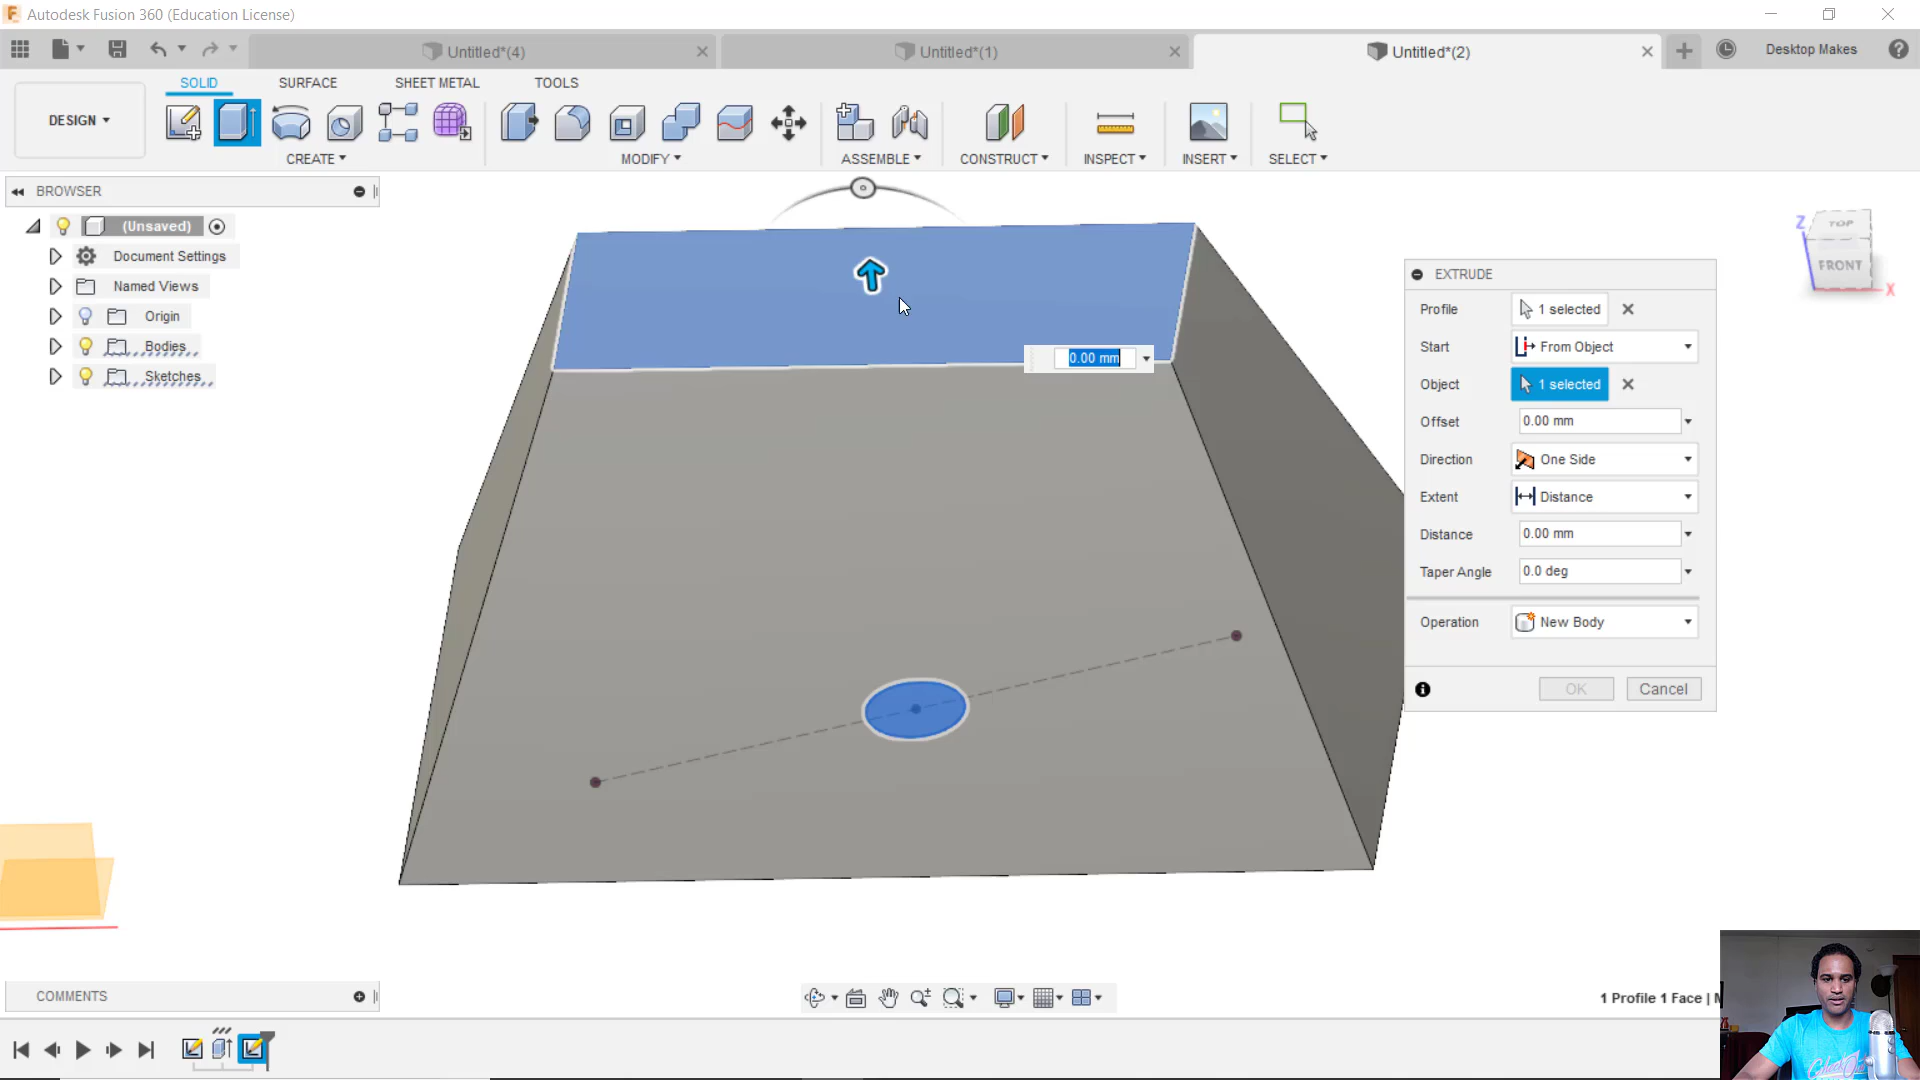 Autodesk Fusion 360 (Education License)
Untitled*(4)
Untitled*(1)
Untitled*(2)
Desktop Makes
DESIGN
SOLID
SURFACE
SHEET METAL
TOOLS
CREATE
MODIFY
ASSEMBLE
CONSTRUCT
INSPECT
INSERT
SELECT
BROWSER
(Unsaved)
Document Settings
Named Views
Origin
Bodies
Sketches
0.00 mm
Z
TOP
FRONT
X
EXTRUDE
Profile 1 selected
Start From Object
Object 1 selected
Offset 0.00 mm
Direction One Side
Extent Distance
Distance 0.00 mm
Taper Angle 0.0 deg
Operation New Body
OK Cancel
COMMENTS
1 Profile 1 Face |